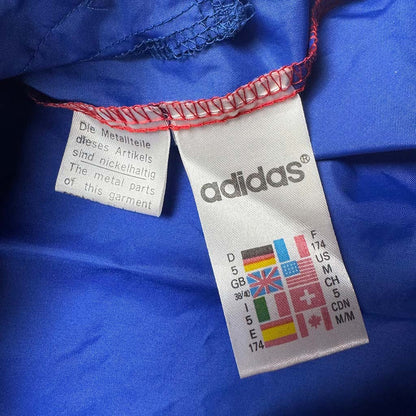 Die Metallteile
dieses Artikels
sind nickelhaltig
The metal parts
of this garment
adidas®
D
5
GB
38/40
I
5
E
174
F
174
US
M
CH
5
CDN
M/M